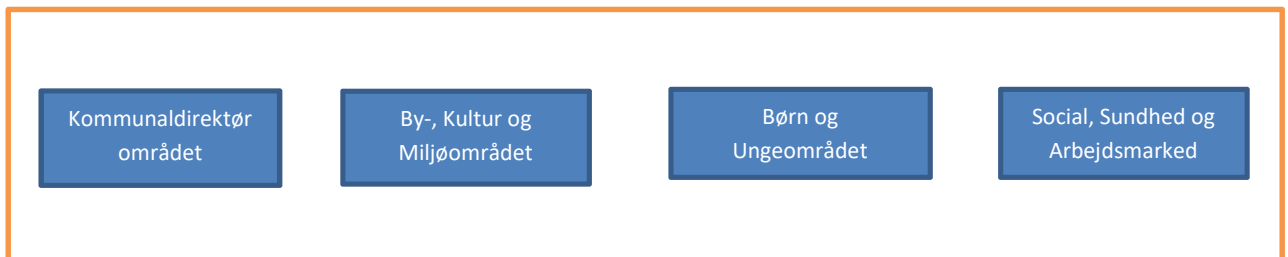 Kommunaldirektør
området
By-, Kultur og
Miljøområdet
Børn og
Ungeområdet
Social, Sundhed og
Arbejdsmarked